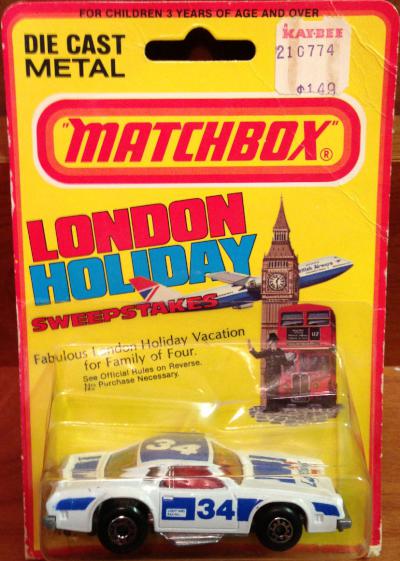 FOR CHILDREN 3 YEARS OF AGE AND OVER
DIE CAST
METAL
KAY-BEE
210774
$1.49
"MATCHBOX"®
LONDON
HOLIDAY
SWEEPSTAKES
British Airways
Fabulous London Holiday Vacation
for Family of Four.
See Official Rules on Reverse.
No Purchase Necessary.
34
34